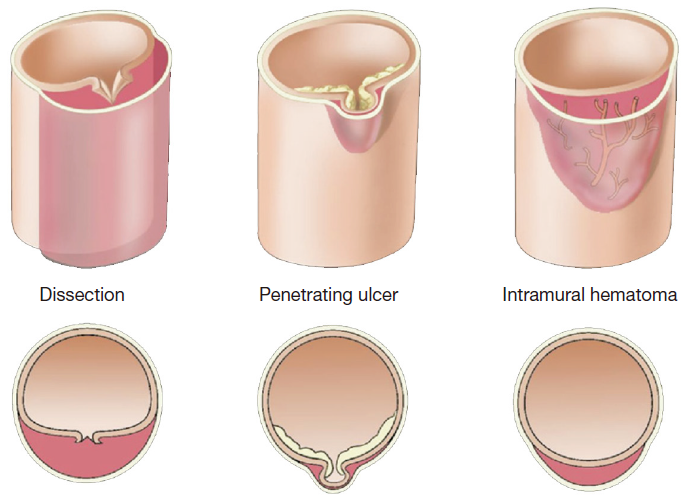 Dissection
Penetrating ulcer
Intramural hematoma